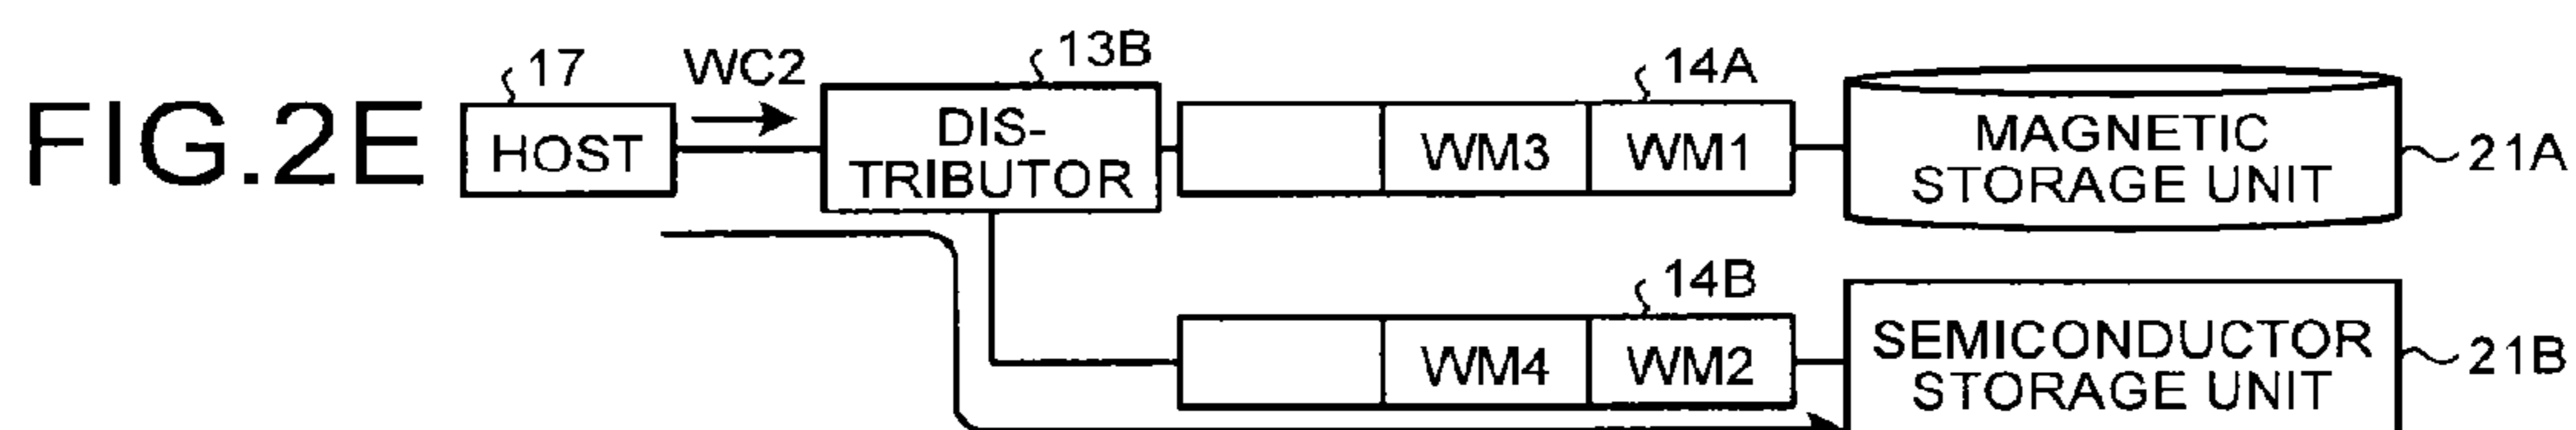 FIG.2E
17
HOST
WC2
13B
DIS-
TRIBUTOR
14A
WM3 WM1
MAGNETIC
STORAGE UNIT
21A
14B
WM4 WM2
SEMICONDUCTOR
STORAGE UNIT
21B